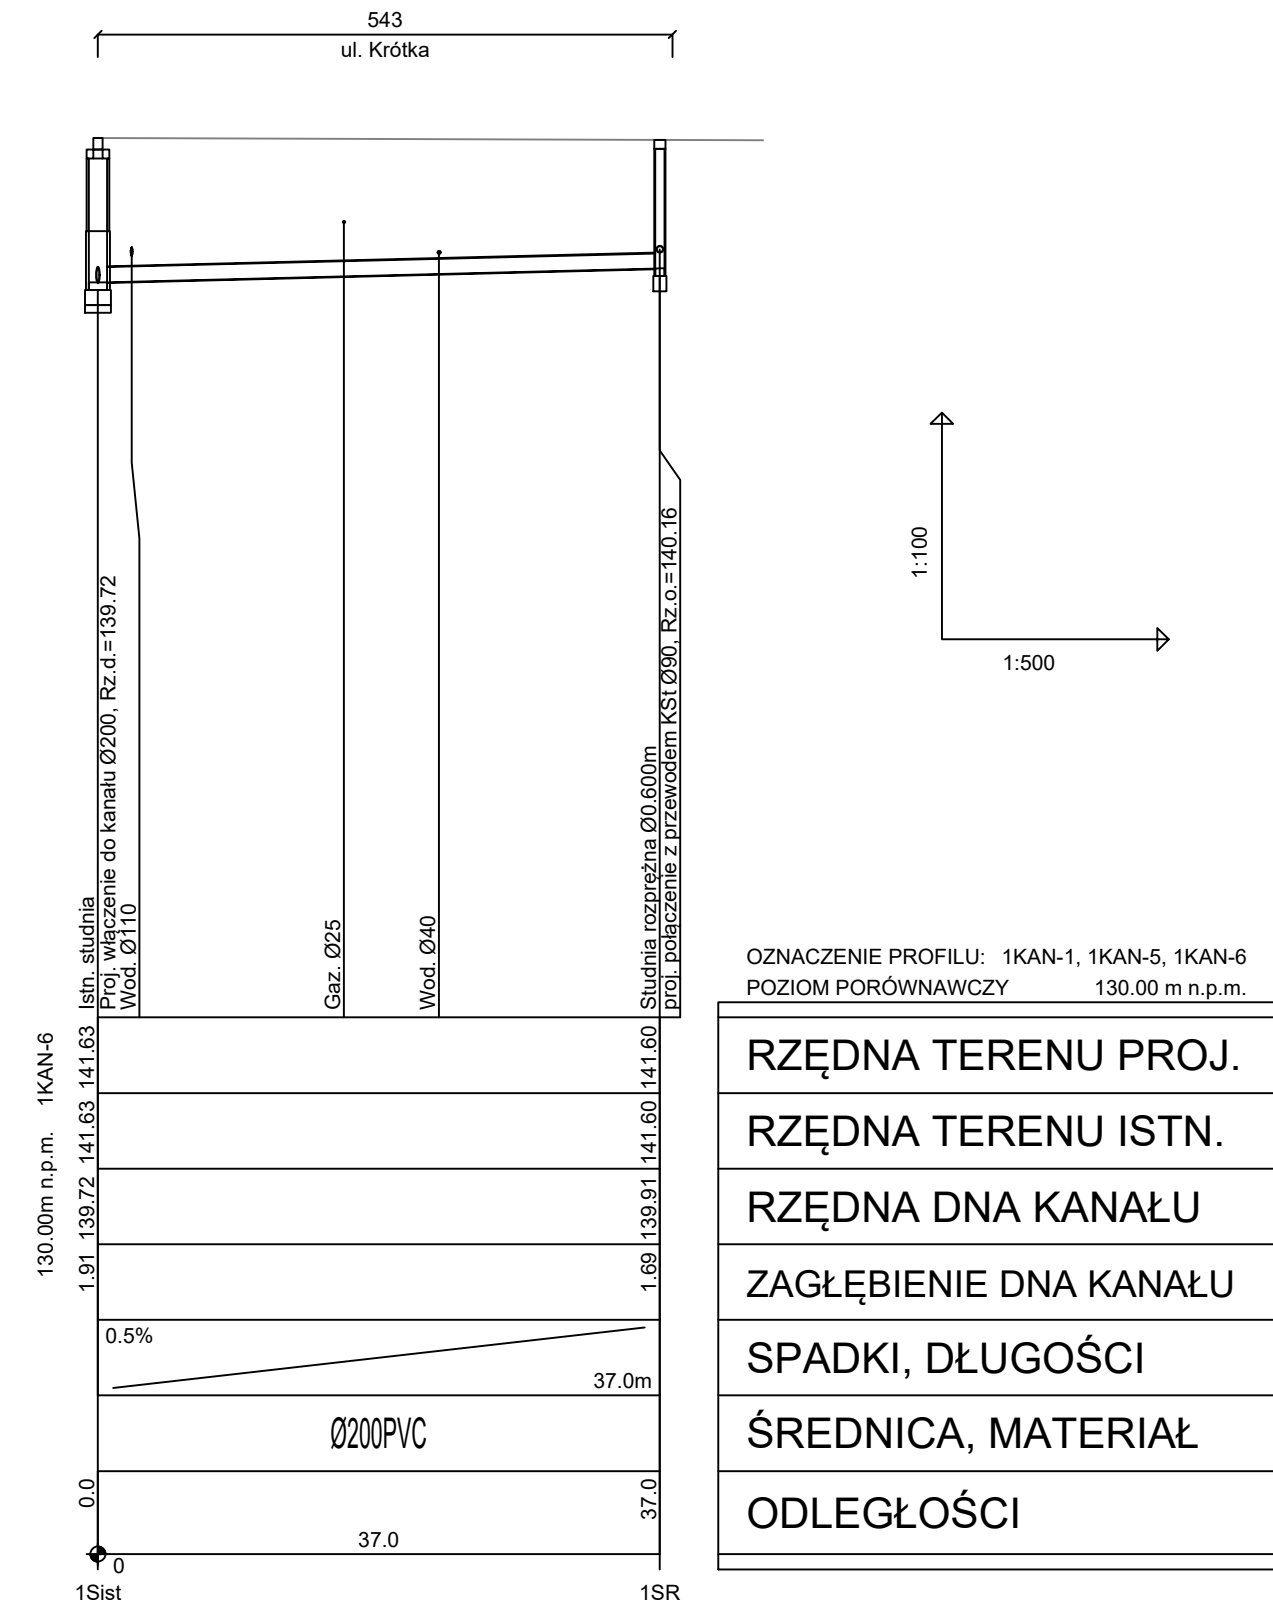 543
ul. Krótka
1:100
1:500
Istn. studnia
Proj. włączenie do kanału Ø200, Rz.d.=139.72
Wod. Ø110
Gaz. Ø25
Wod. Ø40
Studnia rozprężna Ø0.600m
proj. połączenie z przewodem KSt Ø90, Rz.o.=140.16
OZNACZENIE PROFILU: 1KAN-1, 1KAN-5, 1KAN-6
POZIOM PORÓWNAWCZY 130.00 m n.p.m.
130.00m n.p.m. 1KAN-6
141.63 141.60 RZĘDNA TERENU PROJ.
141.63 141.60 RZĘDNA TERENU ISTN.
139.72 139.91 RZĘDNA DNA KANAŁU
1.91 1.69 ZAGŁĘBIENIE DNA KANAŁU
0.5% 37.0m SPADKI, DŁUGOŚCI
Ø200PVC ŚREDNICA, MATERIAŁ
0.0 37.0 37.0 ODLEGŁOŚCI
0
1Sist 1SR